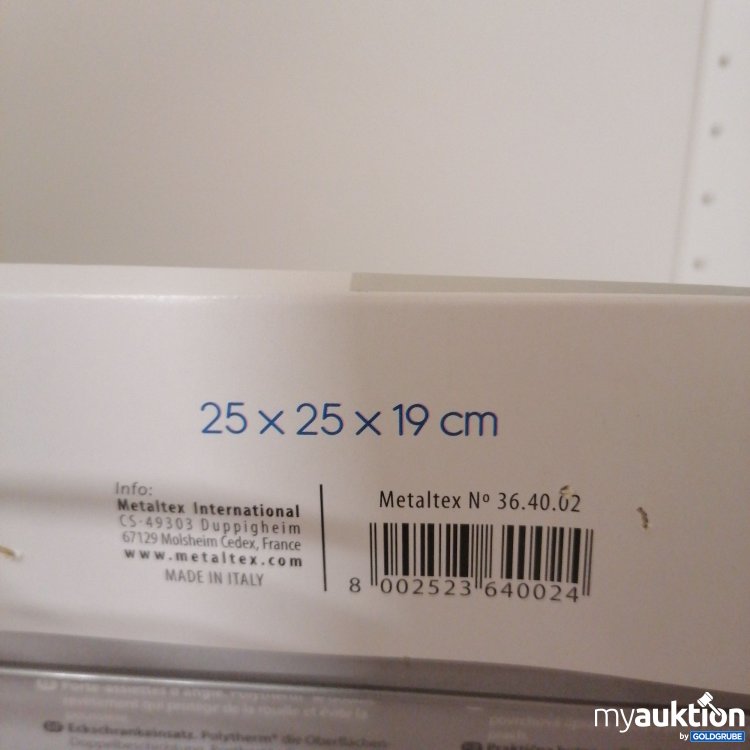 25 x 25 x 19 cm
Info:
Metaltex International
CS-49303 Duppigheim
67129 Molsheim Cedex, France
www.metaltex.com
MADE IN ITALY
Metaltex Nº 36.40.02
8 002523 640024
Eckschrankeinsatz. Polytherm® die Oberflächen
myauktion
by GOLDGRUBE